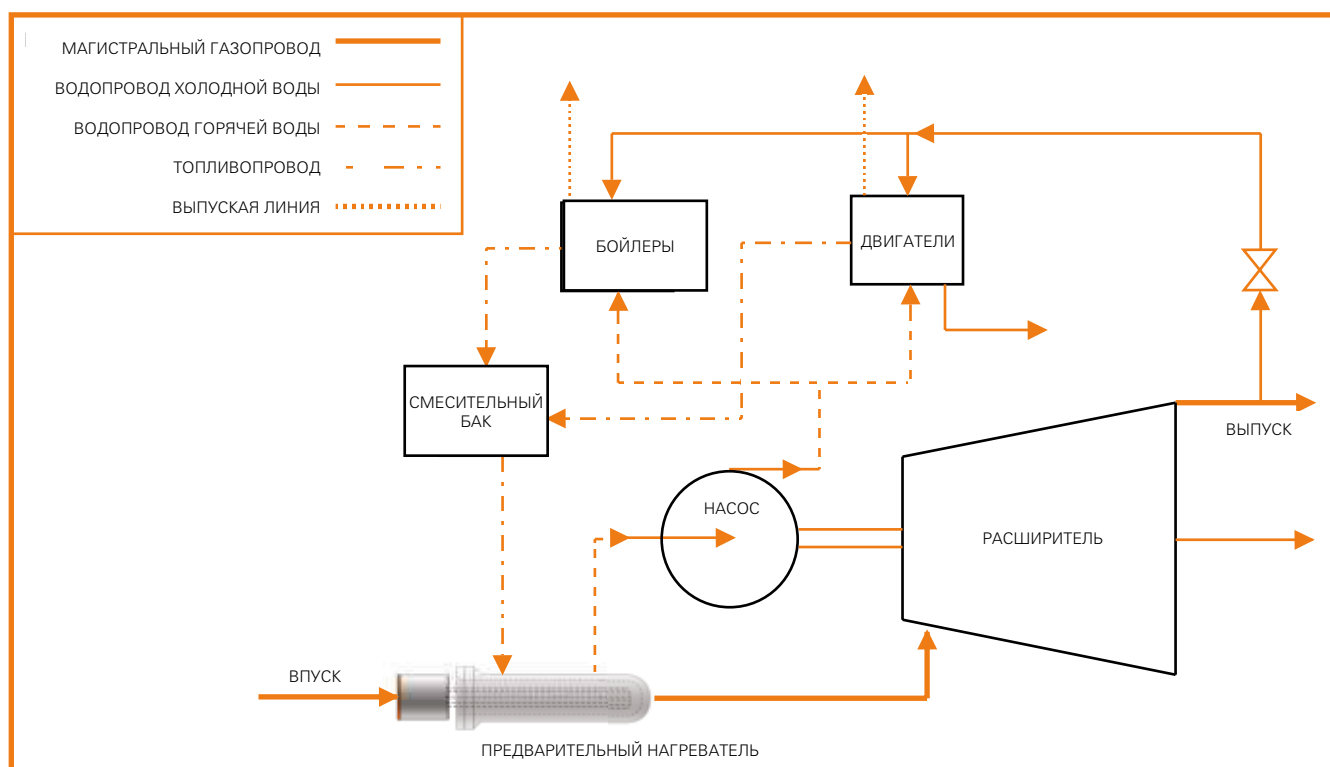 МАГИСТРАЛЬНЫЙ ГАЗОПРОВОД
ВОДОПРОВОД ХОЛОДНОЙ ВОДЫ
ВОДОПРОВОД ГОРЯЧЕЙ ВОДЫ
ТОПЛИВОПРОВОД
ВЫПУСКАЯ ЛИНИЯ
БОЙЛЕРЫ
ДВИГАТЕЛИ
СМЕСИТЕЛЬНЫЙ
БАК
ВЫПУСК
НАСОС
РАСШИРИТЕЛЬ
ВПУСК
ПРЕДВАРИТЕЛЬНЫЙ НАГРЕВАТЕЛЬ